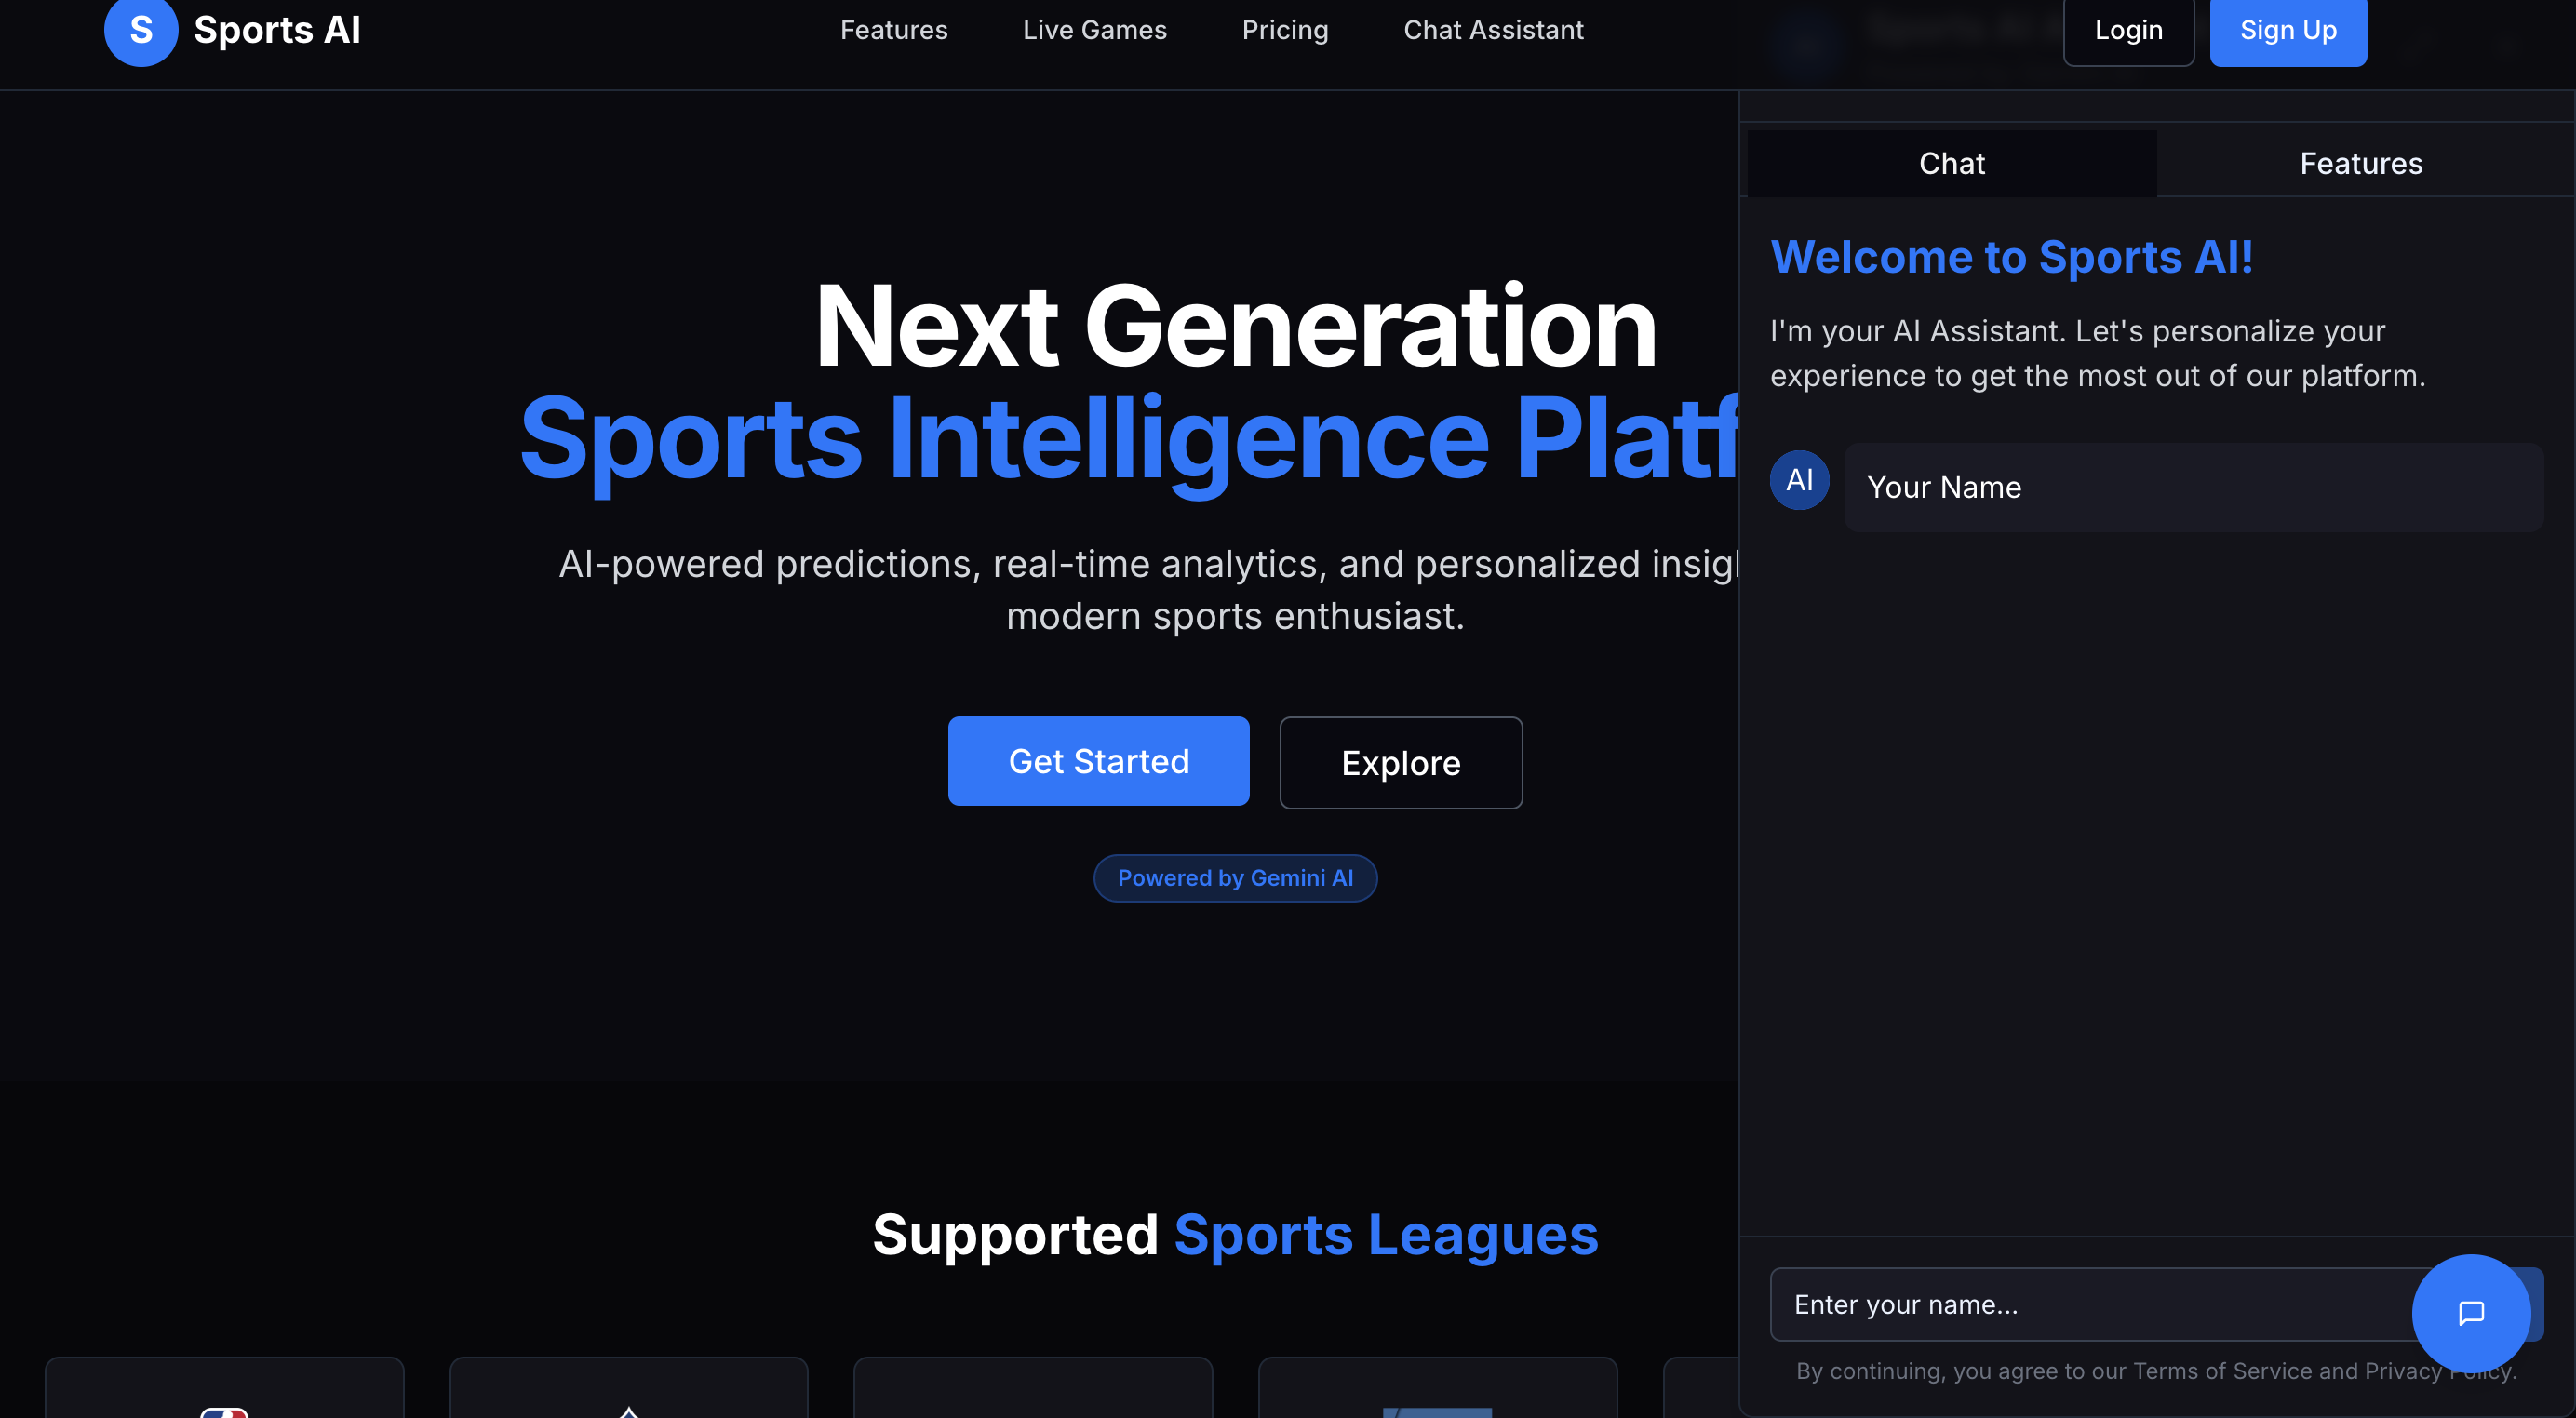 S Sports AI
Features Live Games Pricing Chat Assistant
Login Sign Up
Next Generation
Sports Intelligence Platf
AI-powered predictions, real-time analytics, and personalized insigh
modern sports enthusiast.
Get Started Explore
Powered by Gemini AI
Supported Sports Leagues
Chat Features
Welcome to Sports AI!
I'm your AI Assistant. Let's personalize your
experience to get the most out of our platform.
AI Your Name
Enter your name...
By continuing, you agree to our Terms of Service and Privacy Policy.